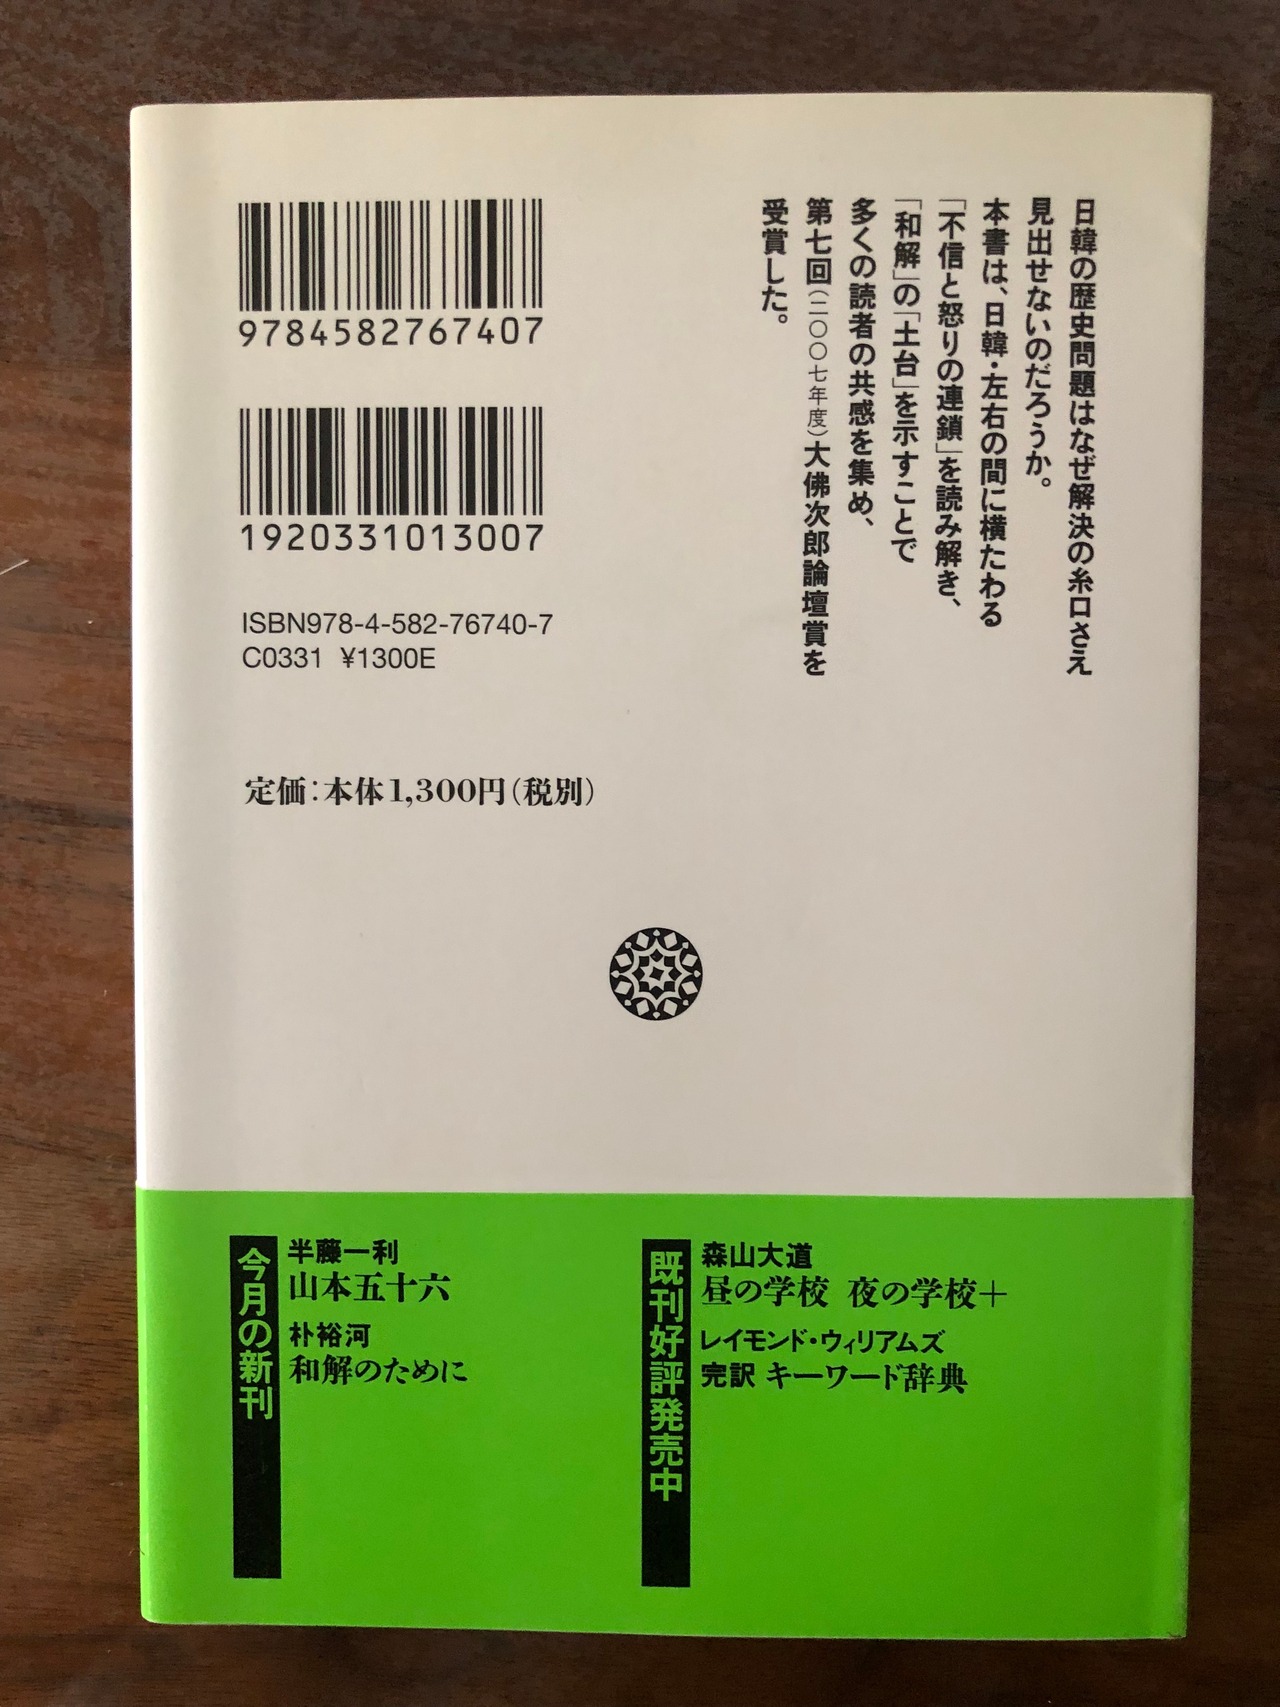 日韓の歴史問題はなぜ解決の糸口さえ
見出せないのだろうか。
本書は、日韓・左右の間に横たわる
「不信と怒りの連鎖」を読み解き、
「和解」の「土台」を示すことで
多くの読者の共感を集め、
第七回（二〇〇七年度）大佛次郎論壇賞を
受賞した。
9784582767407
1920331013007
ISBN978-4-582-76740-7
C0331 ¥1300E
定価：本体1,300円（税別）
今月の新刊
半藤一利
山本五十六
朴裕河
和解のために
既刊好評発売中
森山大道
昼の学校 夜の学校＋
レイモンド・ウィリアムズ
完訳 キーワード辞典